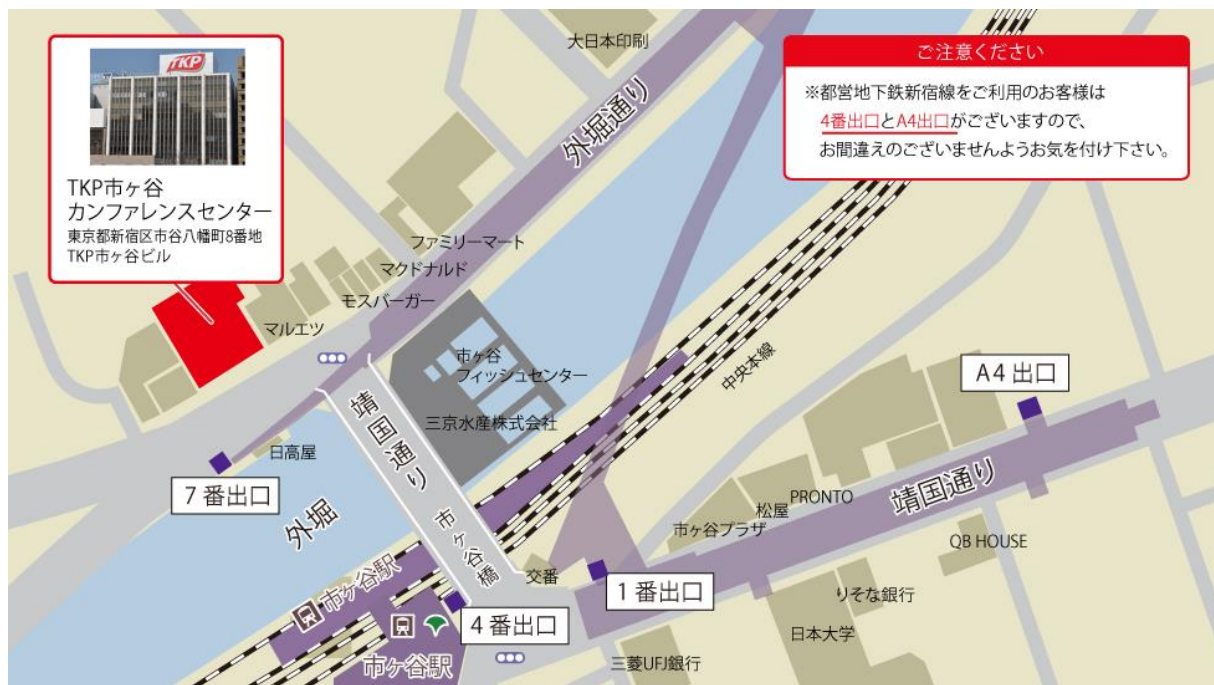 TKP
TKP市ヶ谷
カンファレンスセンター
東京都新宿区市谷八幡町8番地
TKP市ヶ谷ビル
ご注意ください
※都営地下鉄新宿線をご利用のお客様は
4番出口とA4出口がございますので、
お間違えのございませんようお気を付け下さい。
大日本印刷
外堀通り
ファミリーマート
マクドナルド
モスバーガー
マルエツ
市ヶ谷
フィッシュセンター
三京水産株式会社
中央本線
A4出口
靖国通り
日高屋
7番出口
外堀
市ヶ谷橋
PRONTO
松屋
市ヶ谷プラザ
靖国通り
QB HOUSE
交番
1番出口
りそな銀行
日本大学
市ヶ谷駅
4番出口
市ヶ谷駅
三菱UFJ銀行